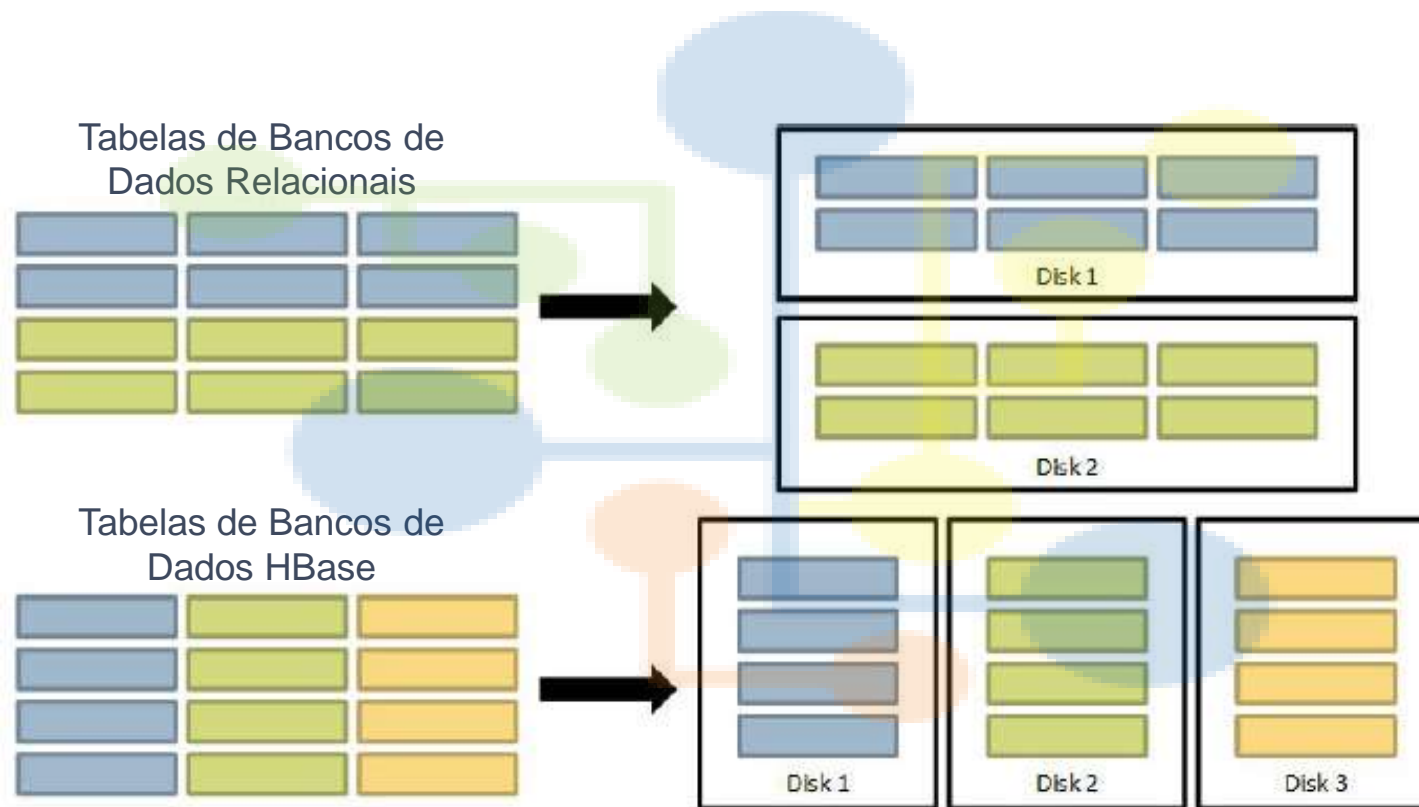 Tabelas de Bancos de
Dados Relacionais
Disk 1
Disk 2
Tabelas de Bancos de
Dados HBase
Disk 1
Disk 2
Disk 3